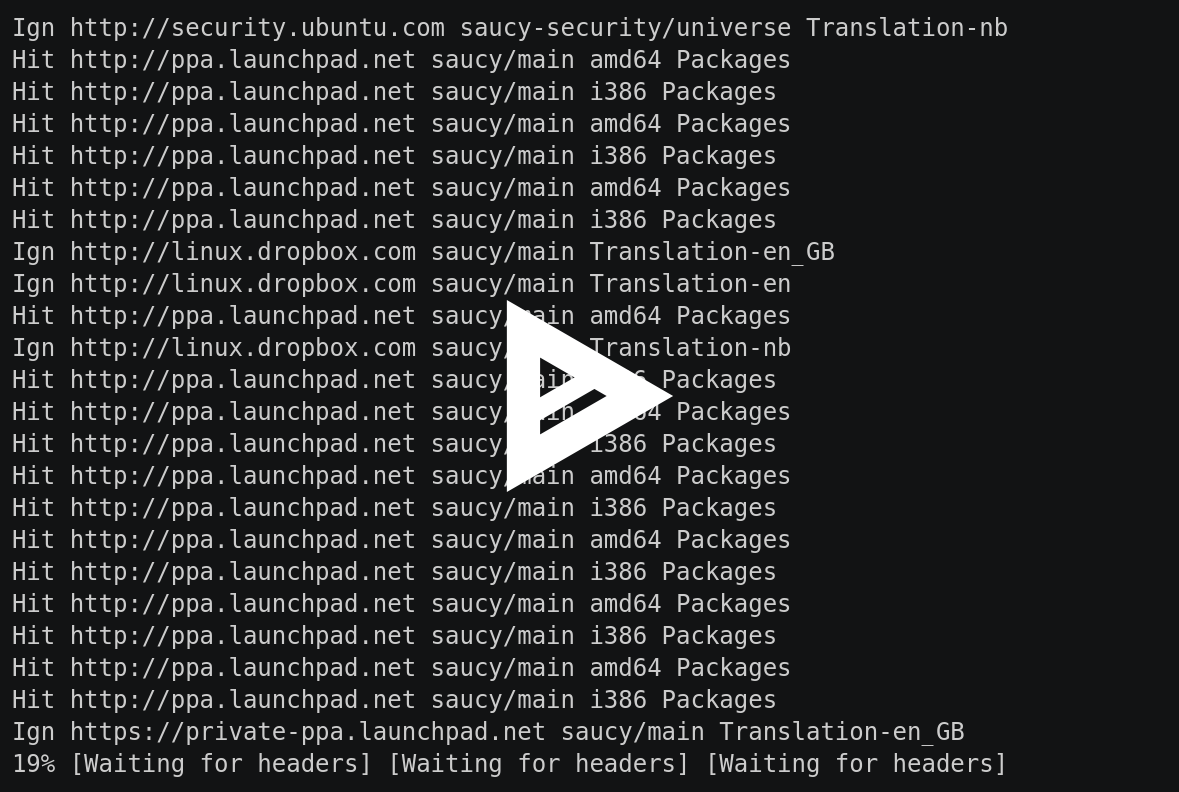 Ign http://security.ubuntu.com saucy-security/universe Translation-nb
Hit http://ppa.launchpad.net saucy/main amd64 Packages
Hit http://ppa.launchpad.net saucy/main i386 Packages
Hit http://ppa.launchpad.net saucy/main amd64 Packages
Hit http://ppa.launchpad.net saucy/main i386 Packages
Hit http://ppa.launchpad.net saucy/main amd64 Packages
Hit http://ppa.launchpad.net saucy/main i386 Packages
Ign http://linux.dropbox.com saucy/main Translation-en_GB
Ign http://linux.dropbox.com saucy/main Translation-en
Hit http://ppa.launchpad.net saucy/main amd64 Packages
Ign http://linux.dropbox.com saucy/ Translation-nb
Hit http://ppa.launchpad.net saucy/main Packages
Hit http://ppa.launchpad.net saucy/main Packages
Hit http://ppa.launchpad.net saucy/ i386 Packages
Hit http://ppa.launchpad.net saucy/main amd64 Packages
Hit http://ppa.launchpad.net saucy/main i386 Packages
Hit http://ppa.launchpad.net saucy/main amd64 Packages
Hit http://ppa.launchpad.net saucy/main i386 Packages
Hit http://ppa.launchpad.net saucy/main amd64 Packages
Hit http://ppa.launchpad.net saucy/main i386 Packages
Hit http://ppa.launchpad.net saucy/main amd64 Packages
Hit http://ppa.launchpad.net saucy/main i386 Packages
Ign https://private-ppa.launchpad.net saucy/main Translation-en_GB
19% [Waiting for headers] [Waiting for headers] [Waiting for headers]